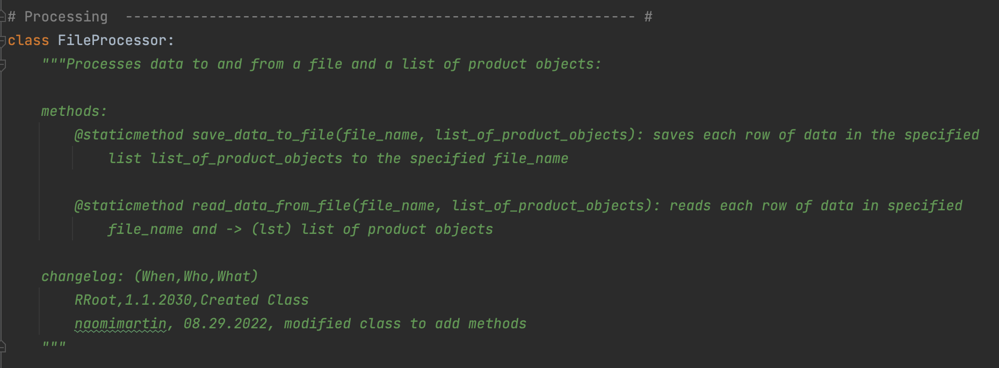 # Processing  ------------------------------------------------------------- #
class FileProcessor:
    """Processes data to and from a file and a list of product objects:

    methods:
        @staticmethod save_data_to_file(file_name, list_of_product_objects): saves each row of data in the specified
            list list_of_product_objects to the specified file_name

        @staticmethod read_data_from_file(file_name, list_of_product_objects): reads each row of data in specified
            file_name and -> (lst) list of product objects

    changelog: (When,Who,What)
        RRoot,1.1.2030,Created Class
        naomimartin, 08.29.2022, modified class to add methods
    """